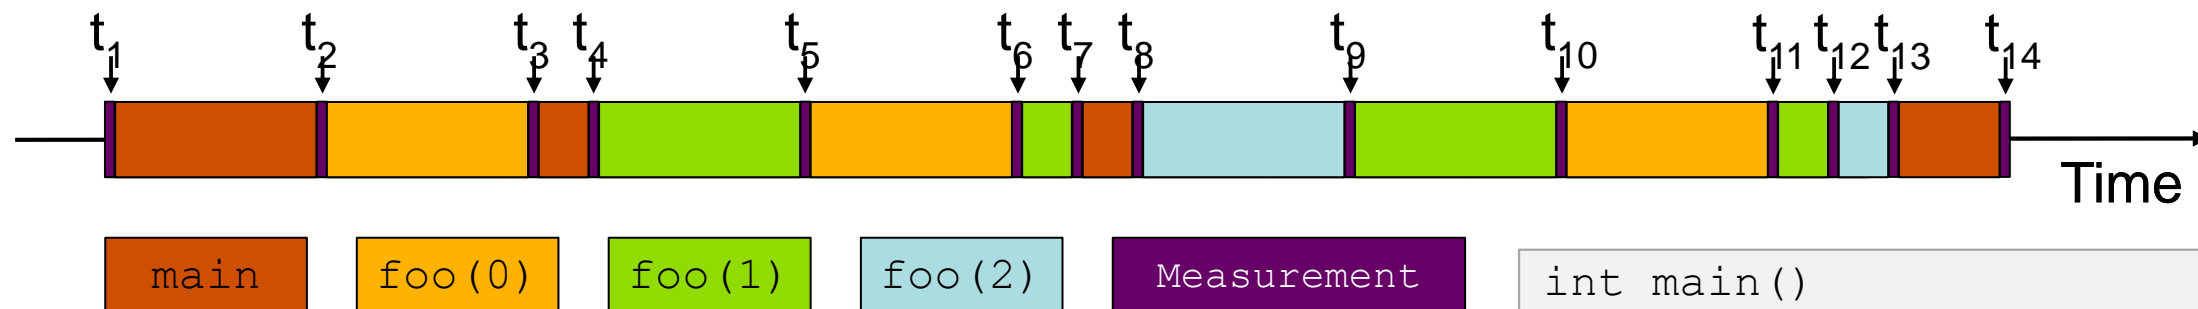 t1 t2 t3 t4 t5 t6 t7 t8 t9 t10 t11 t12 t13 t14
Time
main foo(0) foo(1) foo(2) Measurement int main()